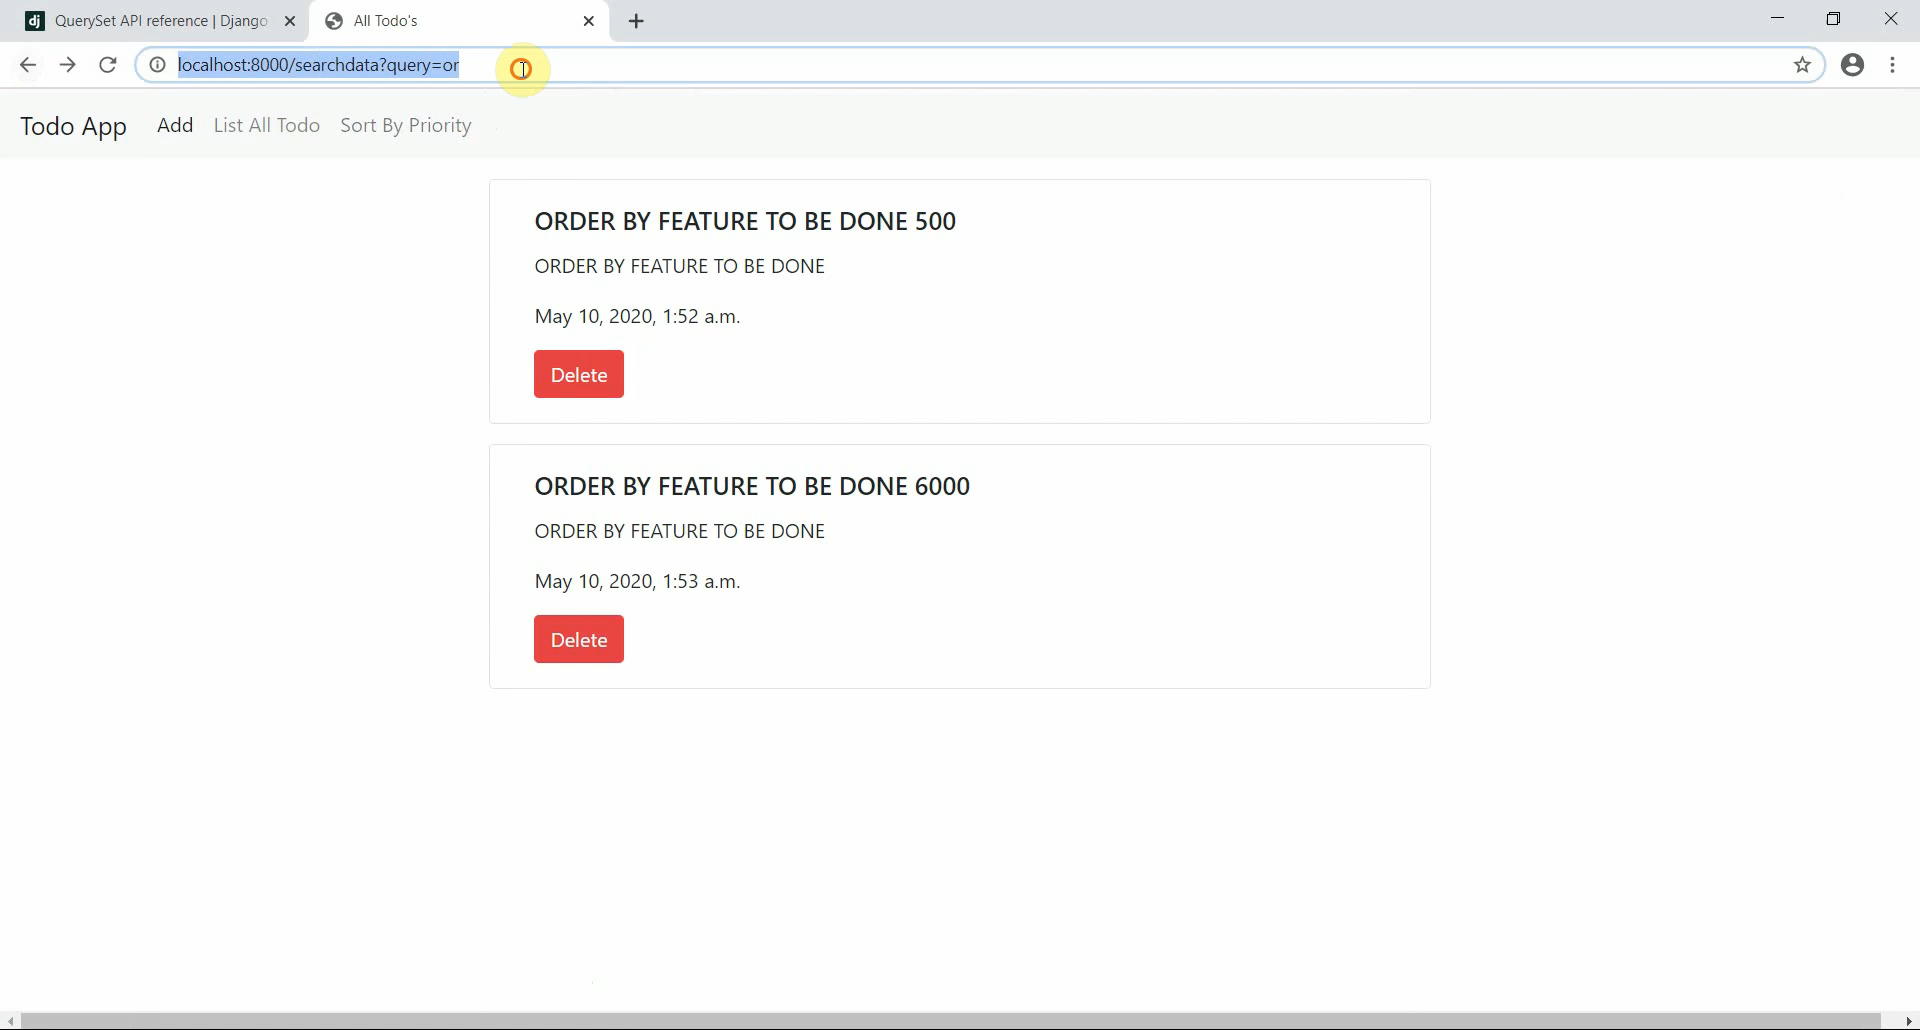 QuerySet API reference | Django
All Todo's
localhost:8000/searchdata?query=or
Todo App Add List All Todo Sort By Priority
ORDER BY FEATURE TO BE DONE 500
ORDER BY FEATURE TO BE DONE
May 10, 2020, 1:52 a.m.
Delete
ORDER BY FEATURE TO BE DONE 6000
ORDER BY FEATURE TO BE DONE
May 10, 2020, 1:53 a.m.
Delete